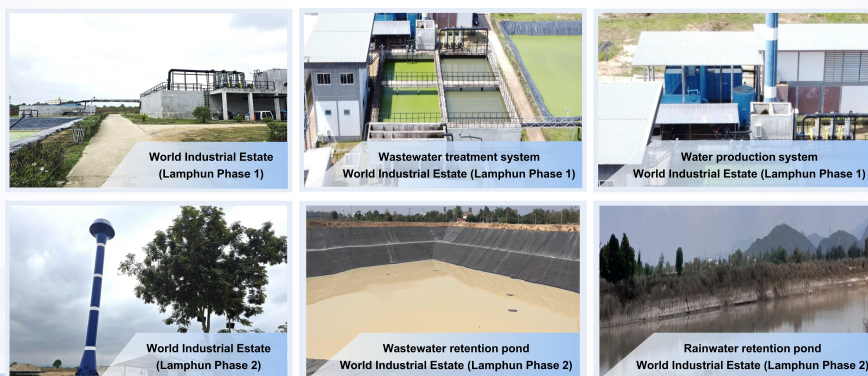 World Industrial Estate
(Lamphun Phase 1)
Wastewater treatment system
World Industrial Estate (Lamphun Phase 1)
Water production system
World Industrial Estate (Lamphun Phase 1)
World Industrial Estate
(Lamphun Phase 2)
Wastewater retention pond
World Industrial Estate (Lamphun Phase 2)
Rainwater retention pond
World Industrial Estate (Lamphun Phase 2)